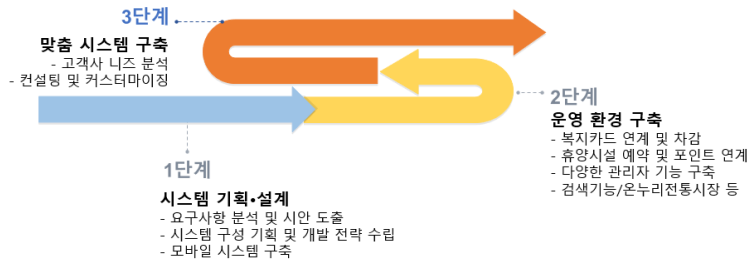 3단계
맞춤 시스템 구축
- 고객사 니즈 분석
- 컨설팅 및 커스터마이징
2단계
운영 환경 구축
- 복지카드 연계 및 차감
- 휴양시설 예약 및 포인트 연계
- 다양한 관리자 기능 구축
- 검색기능/온누리전통시장 등
1단계
시스템 기획•설계
- 요구사항 분석 및 시안 도출
- 시스템 구성 기획 및 개발 전략 수립
- 모바일 시스템 구축